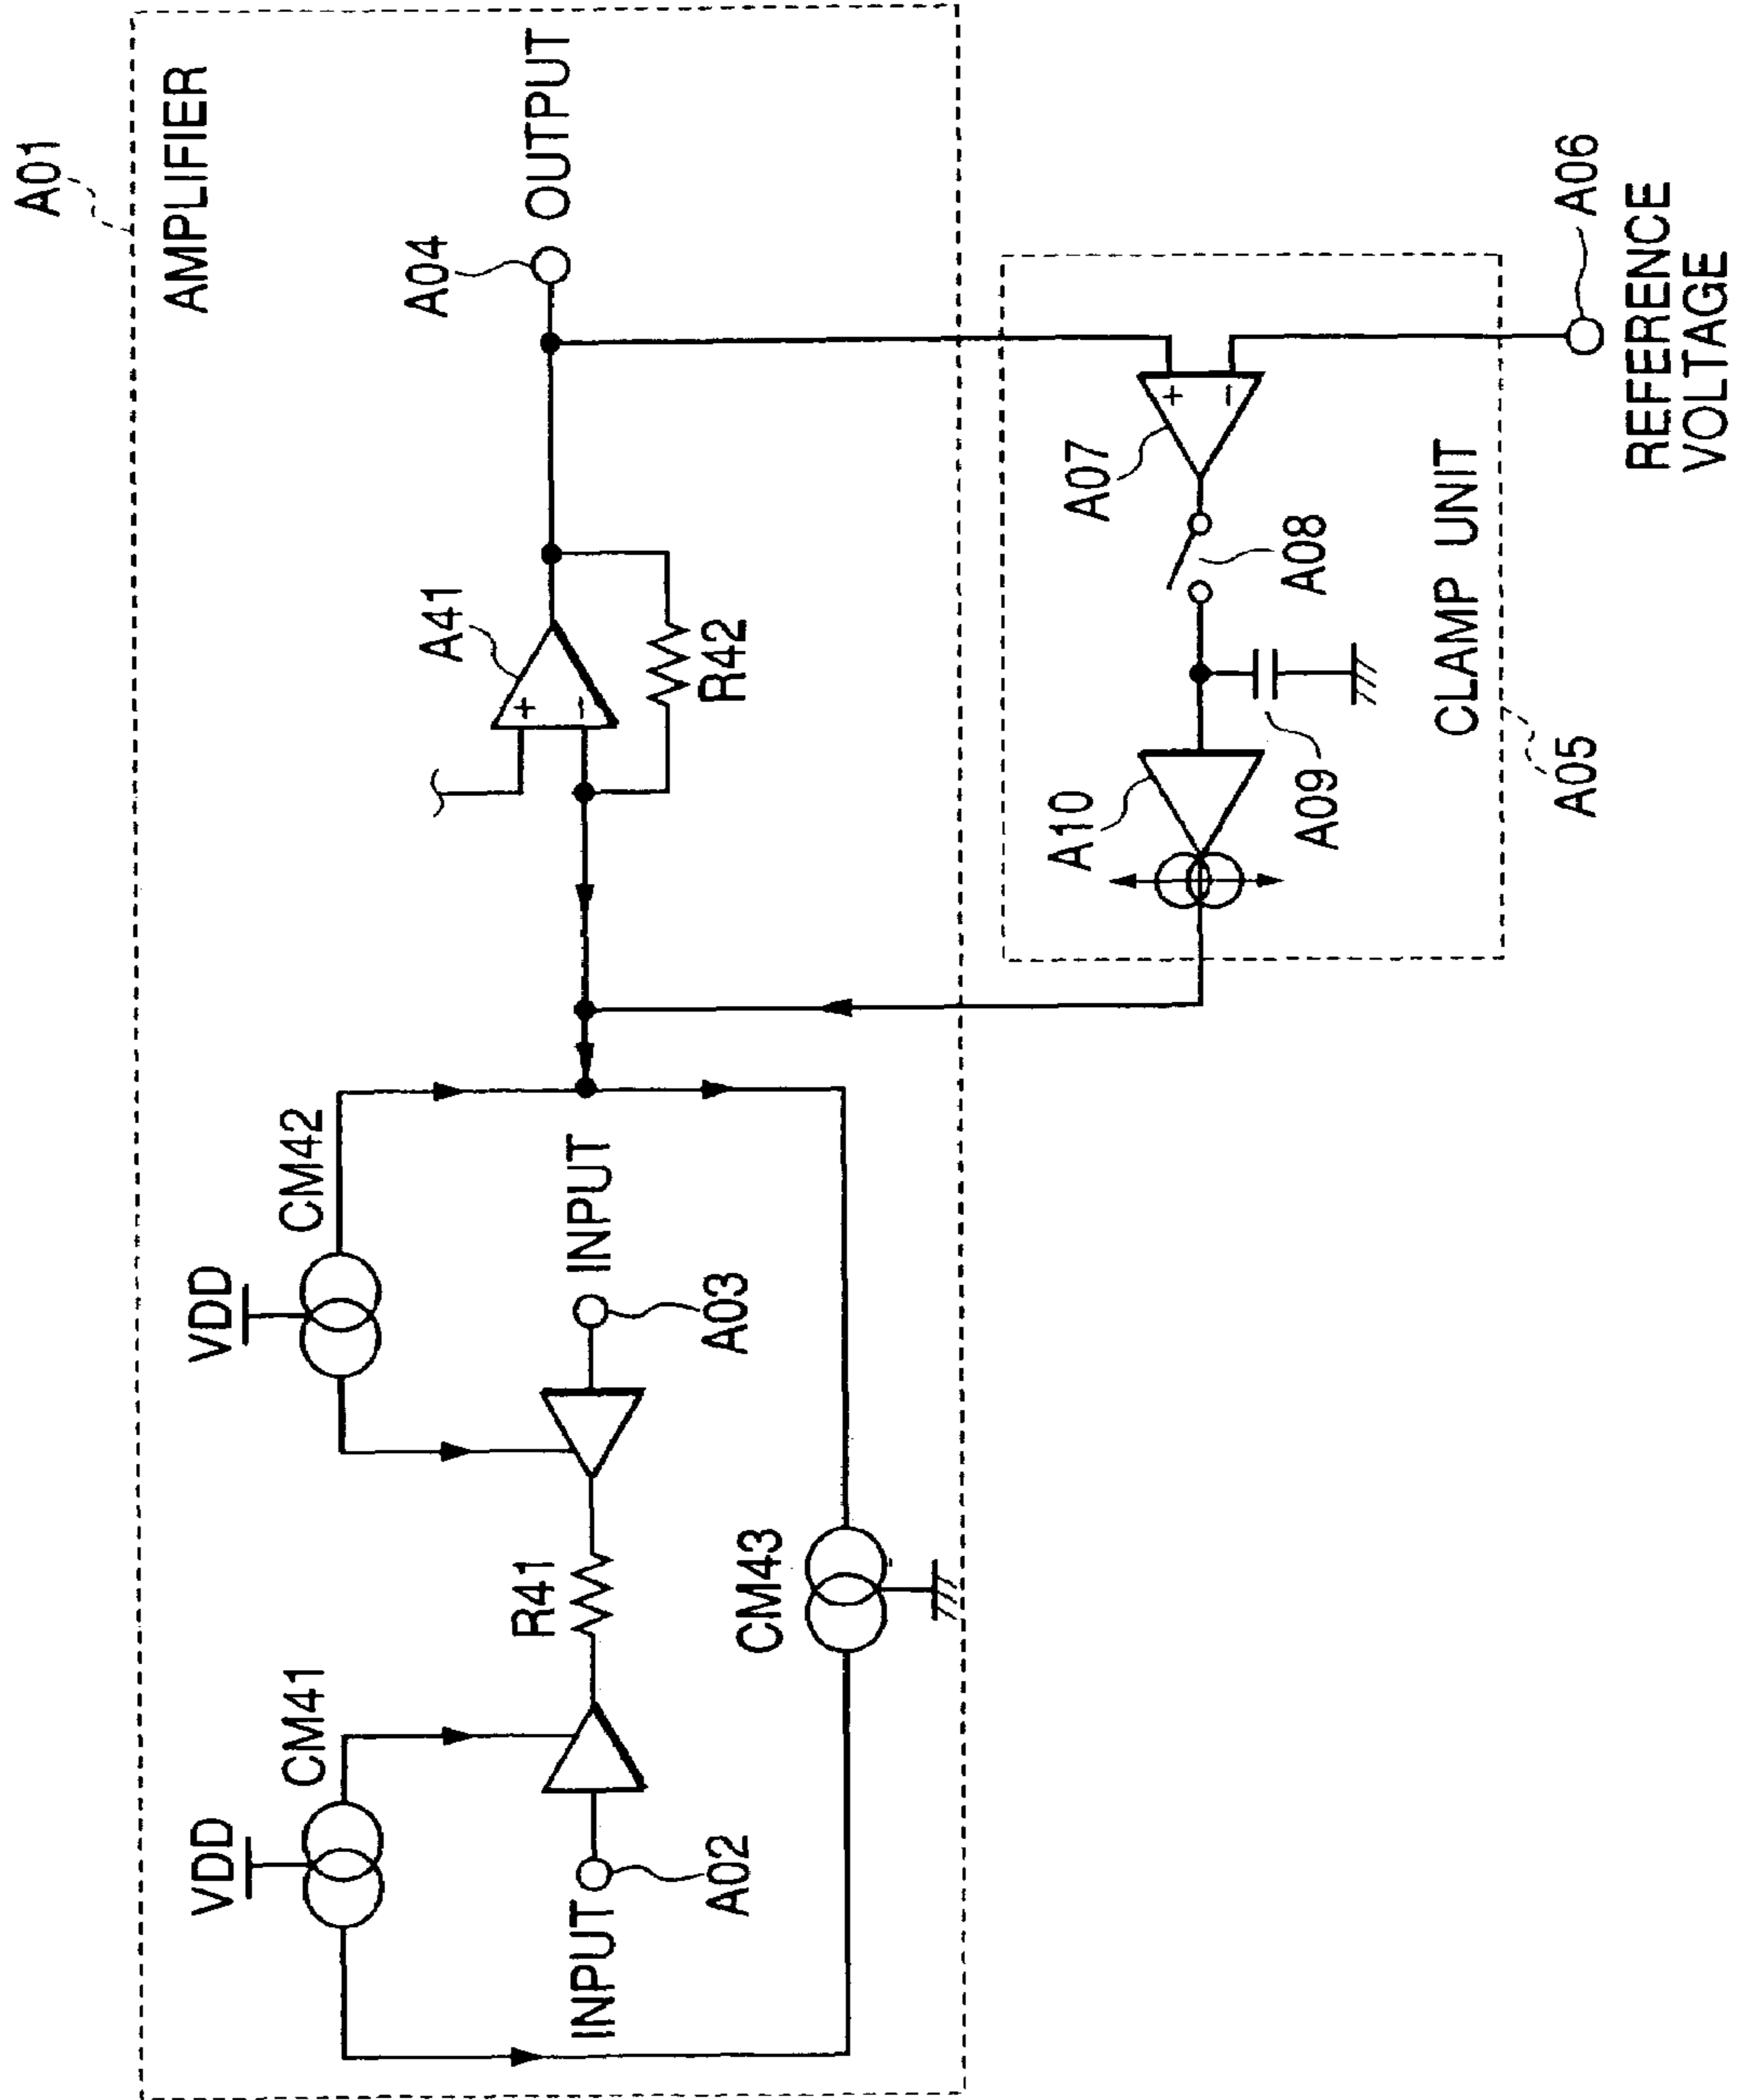 A01
AMPLIFIER
VDD
CM41
VDD
CM42
A41
A04
OUTPUT
INPUT
A02
R41
INPUT
A03
+
−
R42
CM43
A10
A07
+
−
A09
A08
CLAMP UNIT
A05
A06
REFERENCE
VOLTAGE